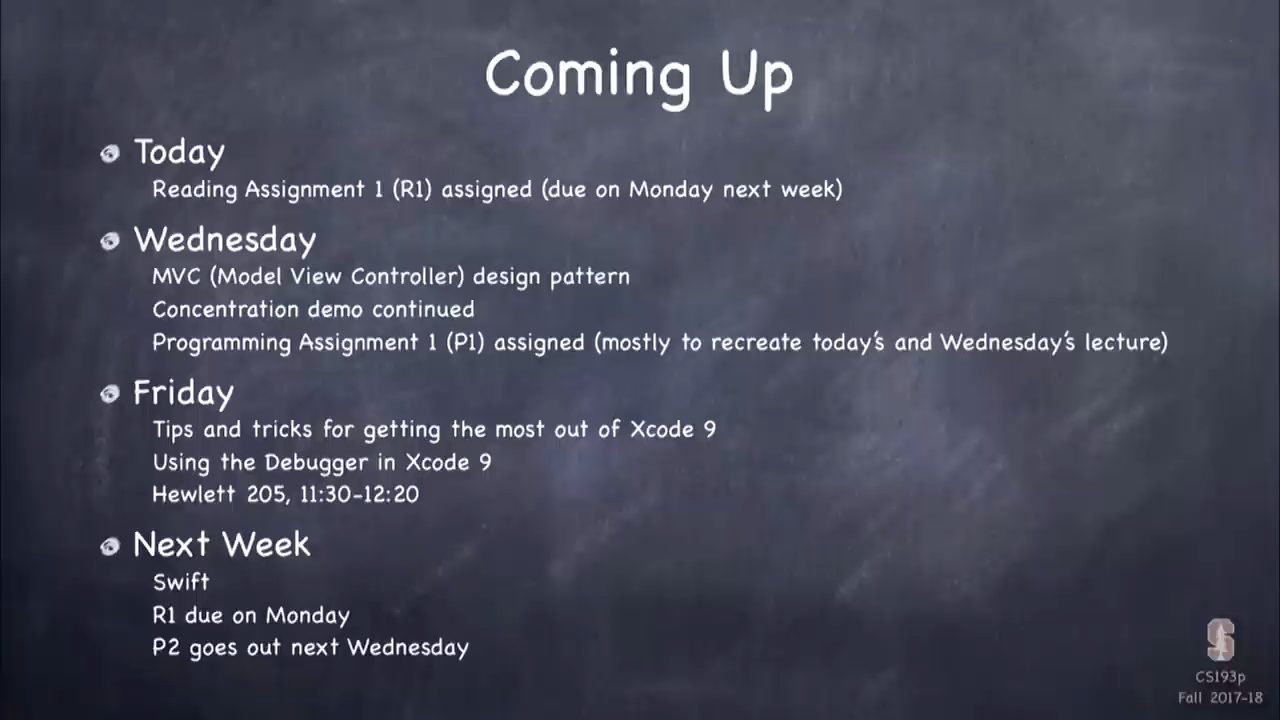 Coming Up
Today
Reading Assignment 1 (R1) assigned (due on Monday next week)
Wednesday
MVC (Model View Controller) design pattern
Concentration demo continued
Programming Assignment 1 (P1) assigned (mostly to recreate today's and Wednesday's lecture)
Friday
Tips and tricks for getting the most out of Xcode 9
Using the Debugger in Xcode 9
Hewlett 205, 11:30-12:20
Next Week
Swift
R1 due on Monday
P2 goes out next Wednesday
S
CS193p
Fall 2017-18